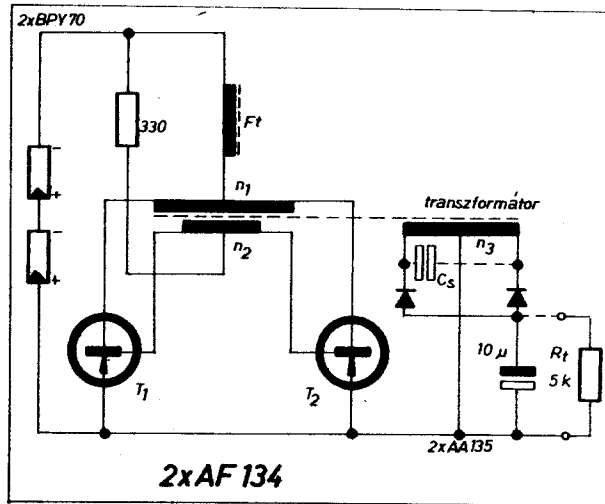 2xBPY70
330
Ft
n1
n2
transzformátor
n3
Cs
T1
T2
10 µ
Rt
5 k
2xAA135
2xAF 134
- 
+
-
+